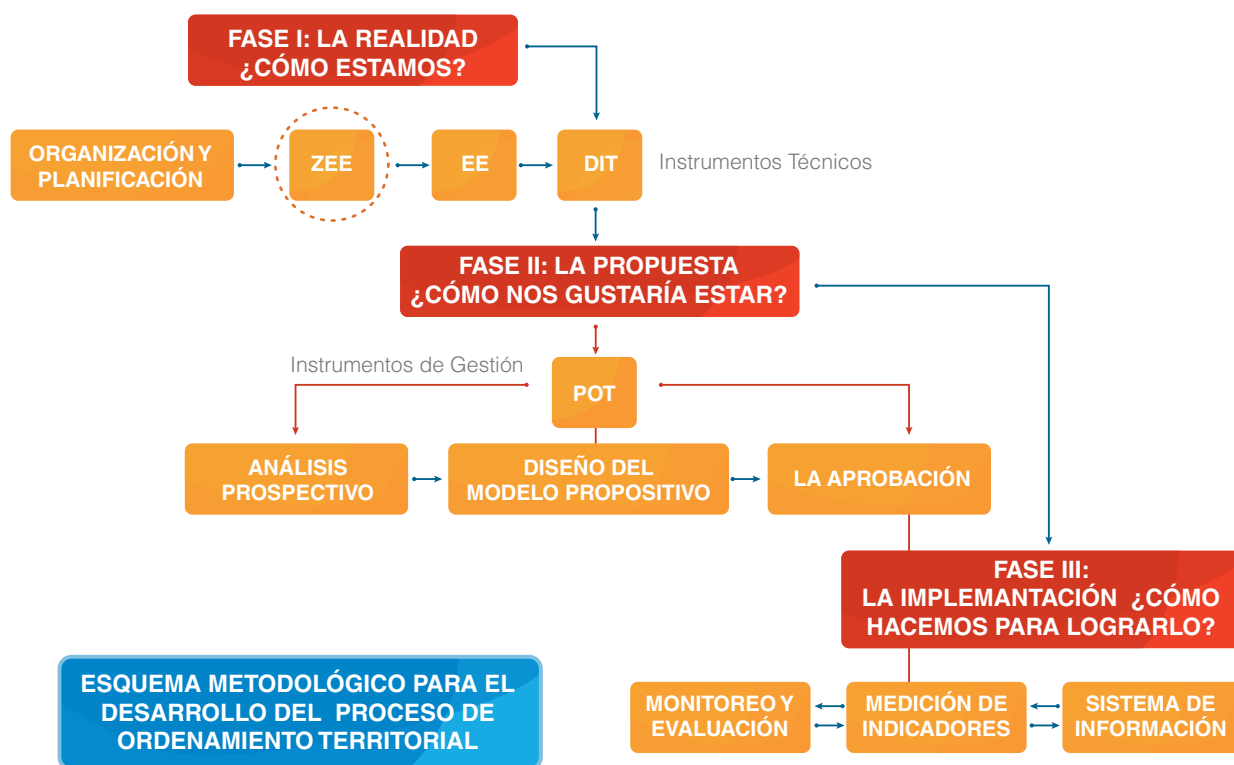 FASE I: LA REALIDAD
¿CÓMO ESTAMOS?
ORGANIZACIÓN Y
PLANIFICACIÓN
ZEE
EE
DIT
Instrumentos Técnicos
FASE II: LA PROPUESTA
¿CÓMO NOS GUSTARÍA ESTAR?
Instrumentos de Gestión
POT
ANÁLISIS
PROSPECTIVO
DISEÑO DEL
MODELO PROPOSITIVO
LA APROBACIÓN
FASE III:
LA IMPLEMANTACIÓN ¿CÓMO
HACEMOS PARA LOGRARLO?
ESQUEMA METODOLÓGICO PARA EL
DESARROLLO DEL PROCESO DE
ORDENAMIENTO TERRITORIAL
MONITOREO Y
EVALUACIÓN
MEDICIÓN DE
INDICADORES
SISTEMA DE
INFORMACIÓN